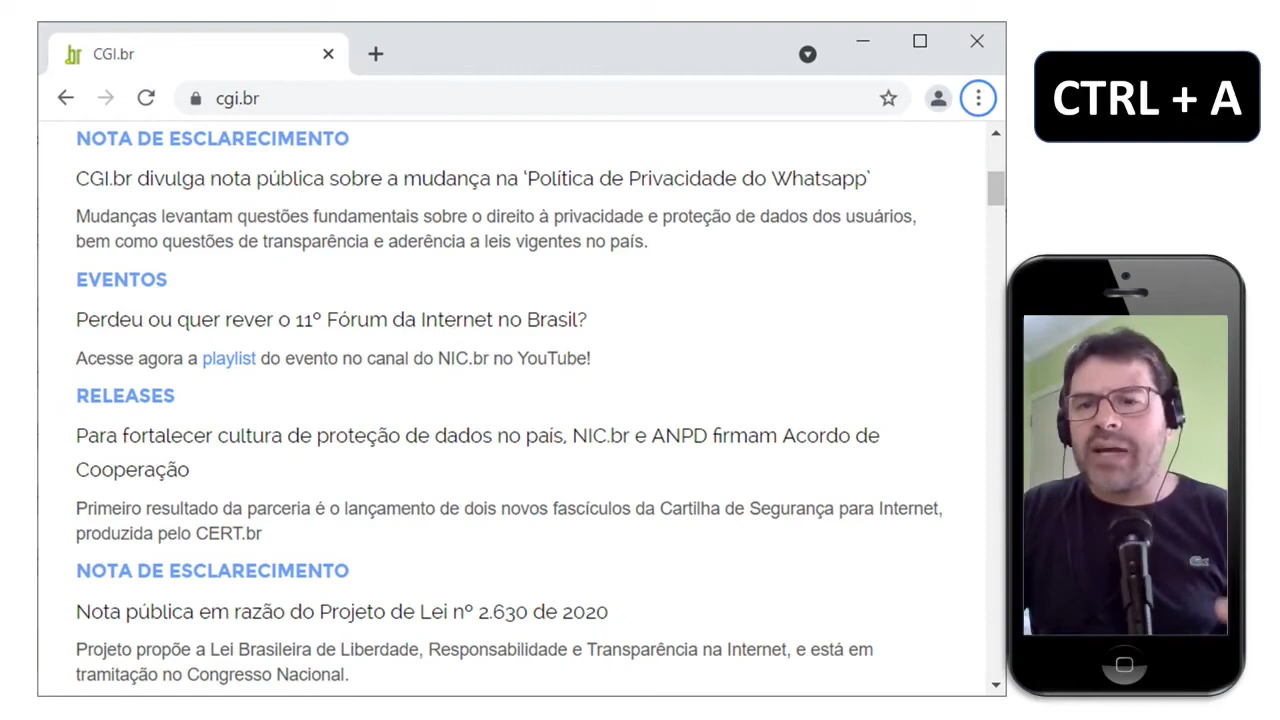 CGI.br
cgi.br
CTRL + A
NOTA DE ESCLARECIMENTO
CGI.br divulga nota pública sobre a mudança na ‘Política de Privacidade do Whatsapp’
Mudanças levantam questões fundamentais sobre o direito à privacidade e proteção de dados dos usuários,
bem como questões de transparência e aderência a leis vigentes no país.
EVENTOS
Perdeu ou quer rever o 11º Fórum da Internet no Brasil?
Acesse agora a playlist do evento no canal do NIC.br no YouTube!
RELEASES
Para fortalecer cultura de proteção de dados no país, NIC.br e ANPD firmam Acordo de
Cooperação
Primeiro resultado da parceria é o lançamento de dois novos fascículos da Cartilha de Segurança para Internet,
produzida pelo CERT.br
NOTA DE ESCLARECIMENTO
Nota pública em razão do Projeto de Lei nº 2.630 de 2020
Projeto propõe a Lei Brasileira de Liberdade, Responsabilidade e Transparência na Internet, e está em
tramitação no Congresso Nacional.